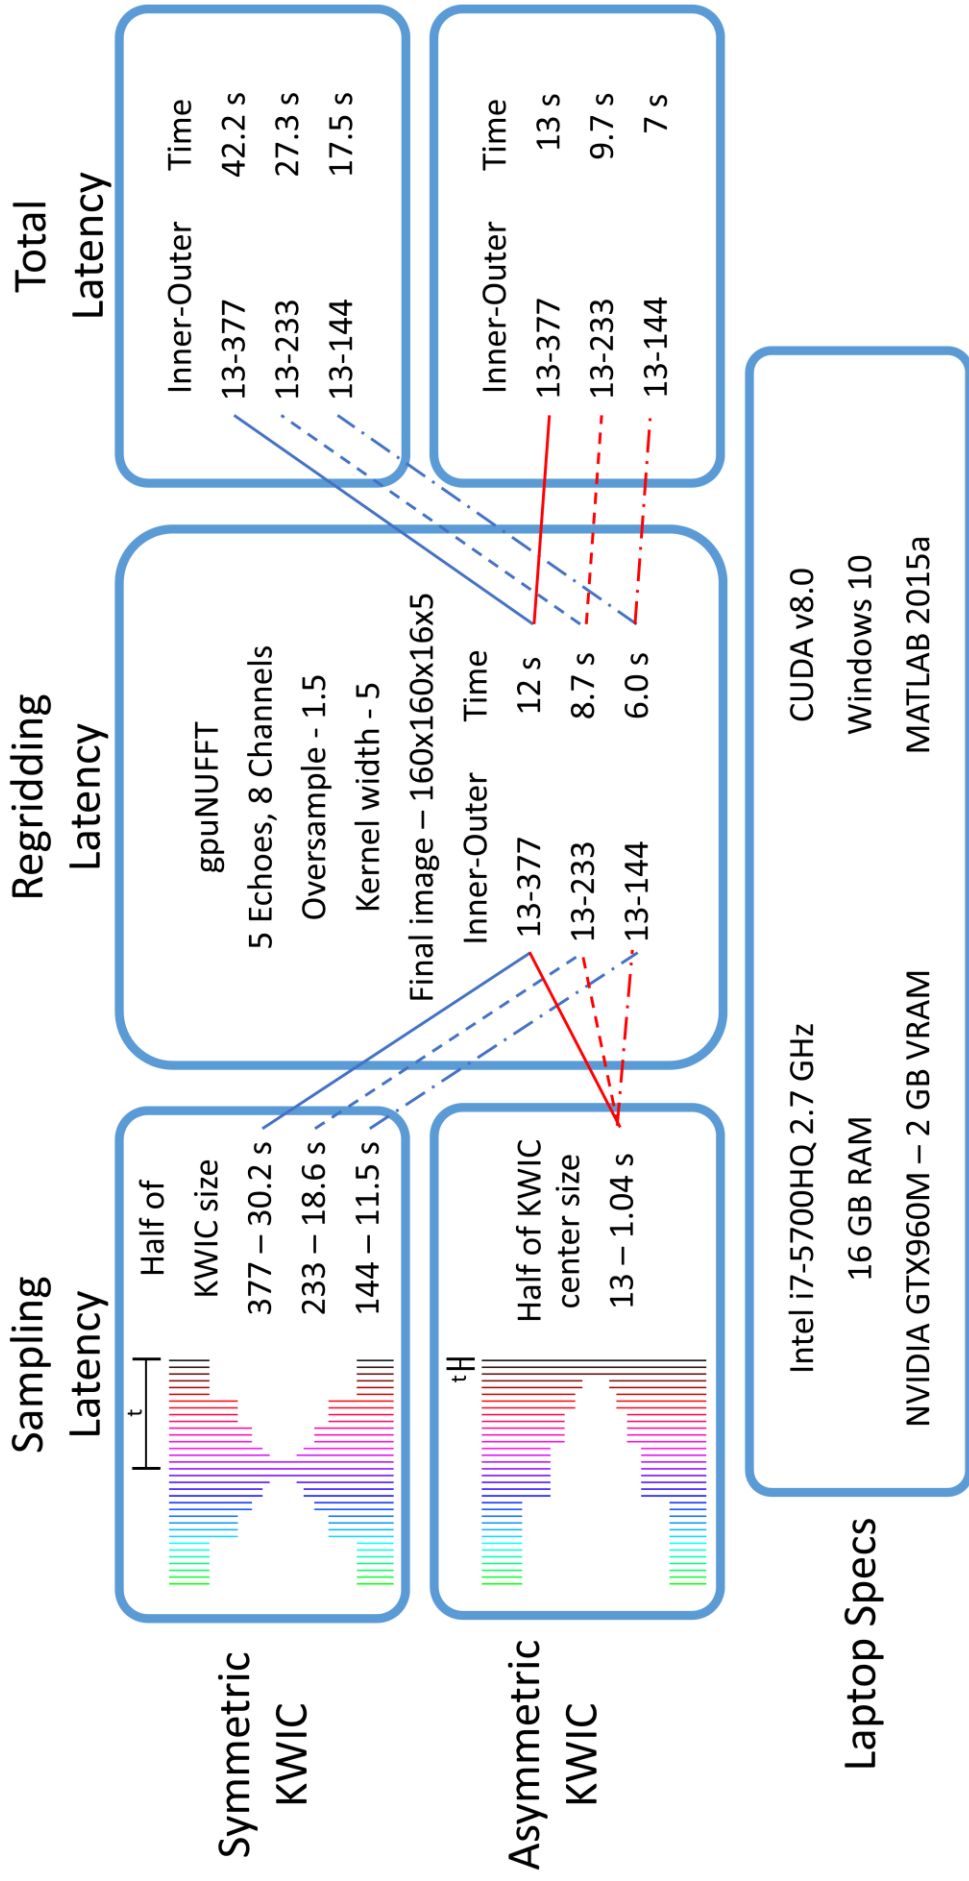 Sampling
Latency
Regridding
Latency
Total
Latency
Symmetric
KWIC
t
Half of
KWIC size
377 – 30.2 s
233 – 18.6 s
144 – 11.5 s
Asymmetric
KWIC
t
Half of KWIC
center size
13 – 1.04 s
gpuNUFFT
5 Echoes, 8 Channels
Oversample - 1.5
Kernel width - 5
Final image – 160x160x16x5
Inner-Outer Time
13-377 12 s
13-233 8.7 s
13-144 6.0 s
Inner-Outer Time
13-377 42.2 s
13-233 27.3 s
13-144 17.5 s
Inner-Outer Time
13-377 13 s
13-233 9.7 s
13-144 7 s
Laptop Specs
Intel i7-5700HQ 2.7 GHz CUDA v8.0
16 GB RAM Windows 10
NVIDIA GTX960M – 2 GB VRAM MATLAB 2015a